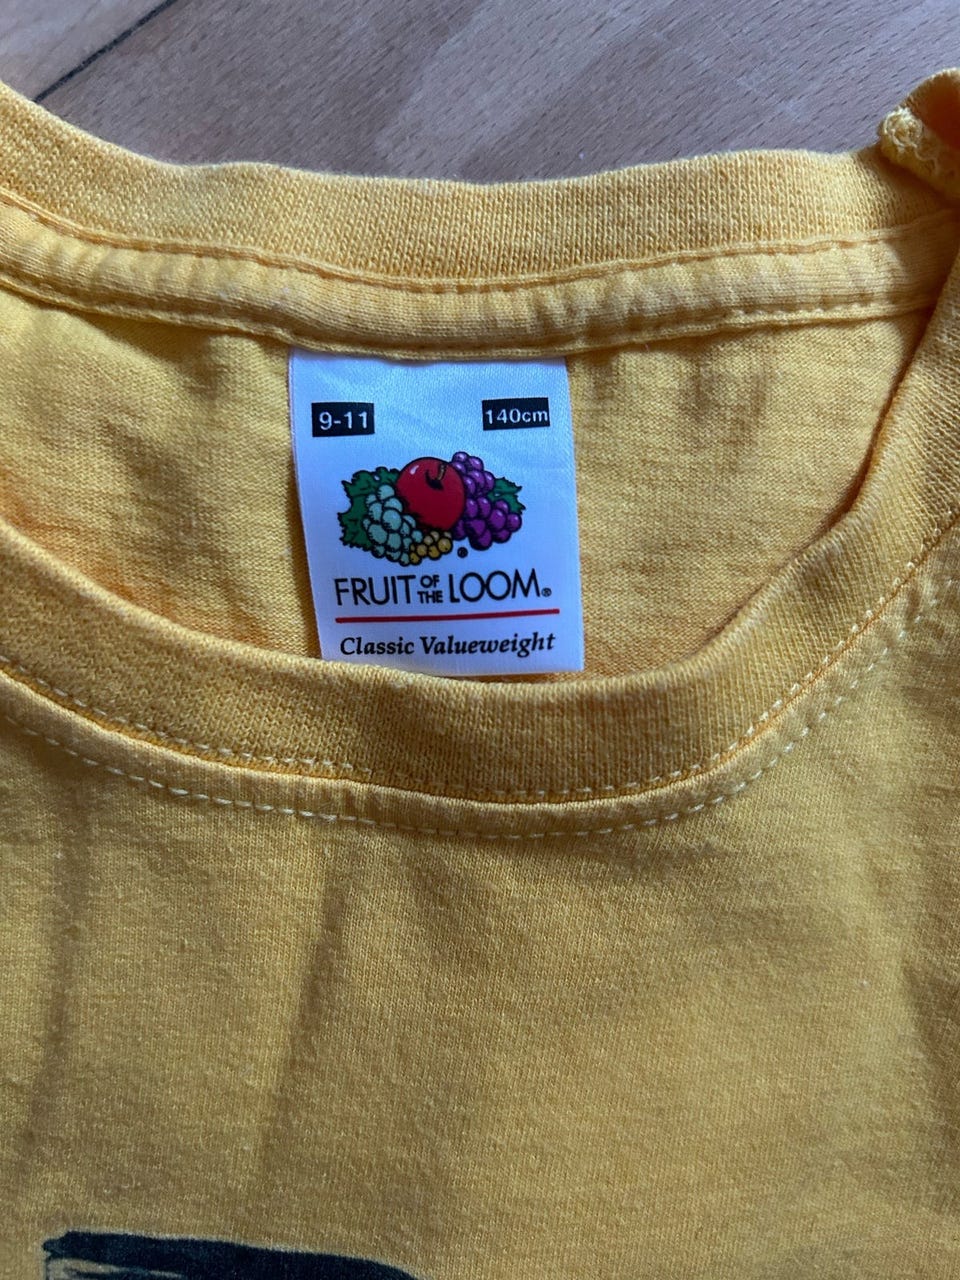 9-11 140cm
FRUIT OF THE LOOM®
Classic Valueweight